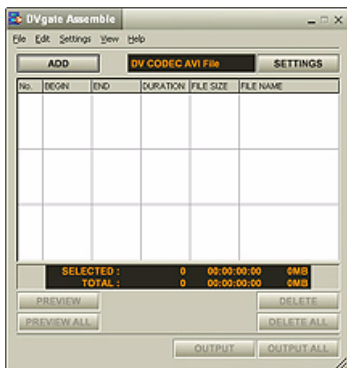 DVgate Assemble
File Edit Settings View Help
ADD DV CODEC AVI File SETTINGS
No. BEGIN END DURATION FILE SIZE FILE NAME
SELECTED : 0 00:00:00:00 0MB
TOTAL : 0 00:00:00:00 0MB
PREVIEW DELETE
PREVIEW ALL DELETE ALL
OUTPUT OUTPUT ALL